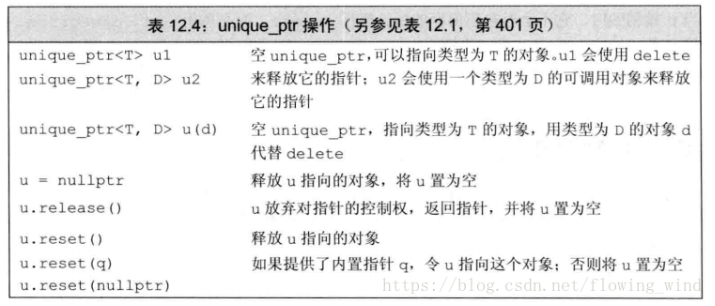 表 12.4：unique_ptr 操作（另参见表 12.1，第 401 页）
unique_ptr<T> u1 空 unique_ptr，可以指向类型为 T 的对象。u1 会使用 delete
unique_ptr<T, D> u2 来释放它的指针；u2 会使用一个类型为 D 的可调用对象来释放
它的指针
unique_ptr<T, D> u(d) 空 unique_ptr，指向类型为 T 的对象，用类型为 D 的对象 d
代替 delete
u = nullptr 释放 u 指向的对象，将 u 置为空
u.release() u 放弃对指针的控制权，返回指针，并将 u 置为空
u.reset() 释放 u 指向的对象
u.reset(q) 如果提供了内置指针 q，令 u 指向这个对象；否则将 u 置为空
u.reset(nullptr)
https://blog.csdn.net/flowing_wind